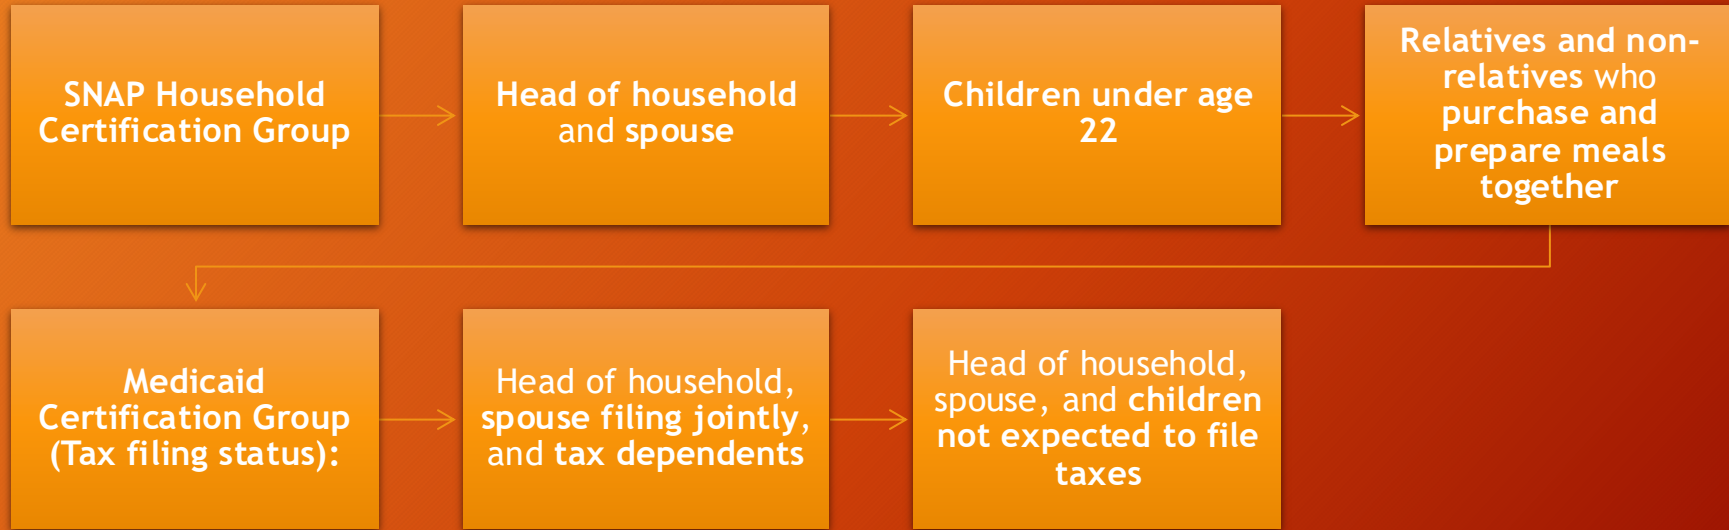 SNAP Household
Certification Group
Head of household
and spouse
Children under age
22
Relatives and non-
relatives who
purchase and
prepare meals
together
Medicaid
Certification Group
(Tax filing status):
Head of household,
spouse filing jointly,
and tax dependents
Head of household,
spouse, and children
not expected to file
taxes